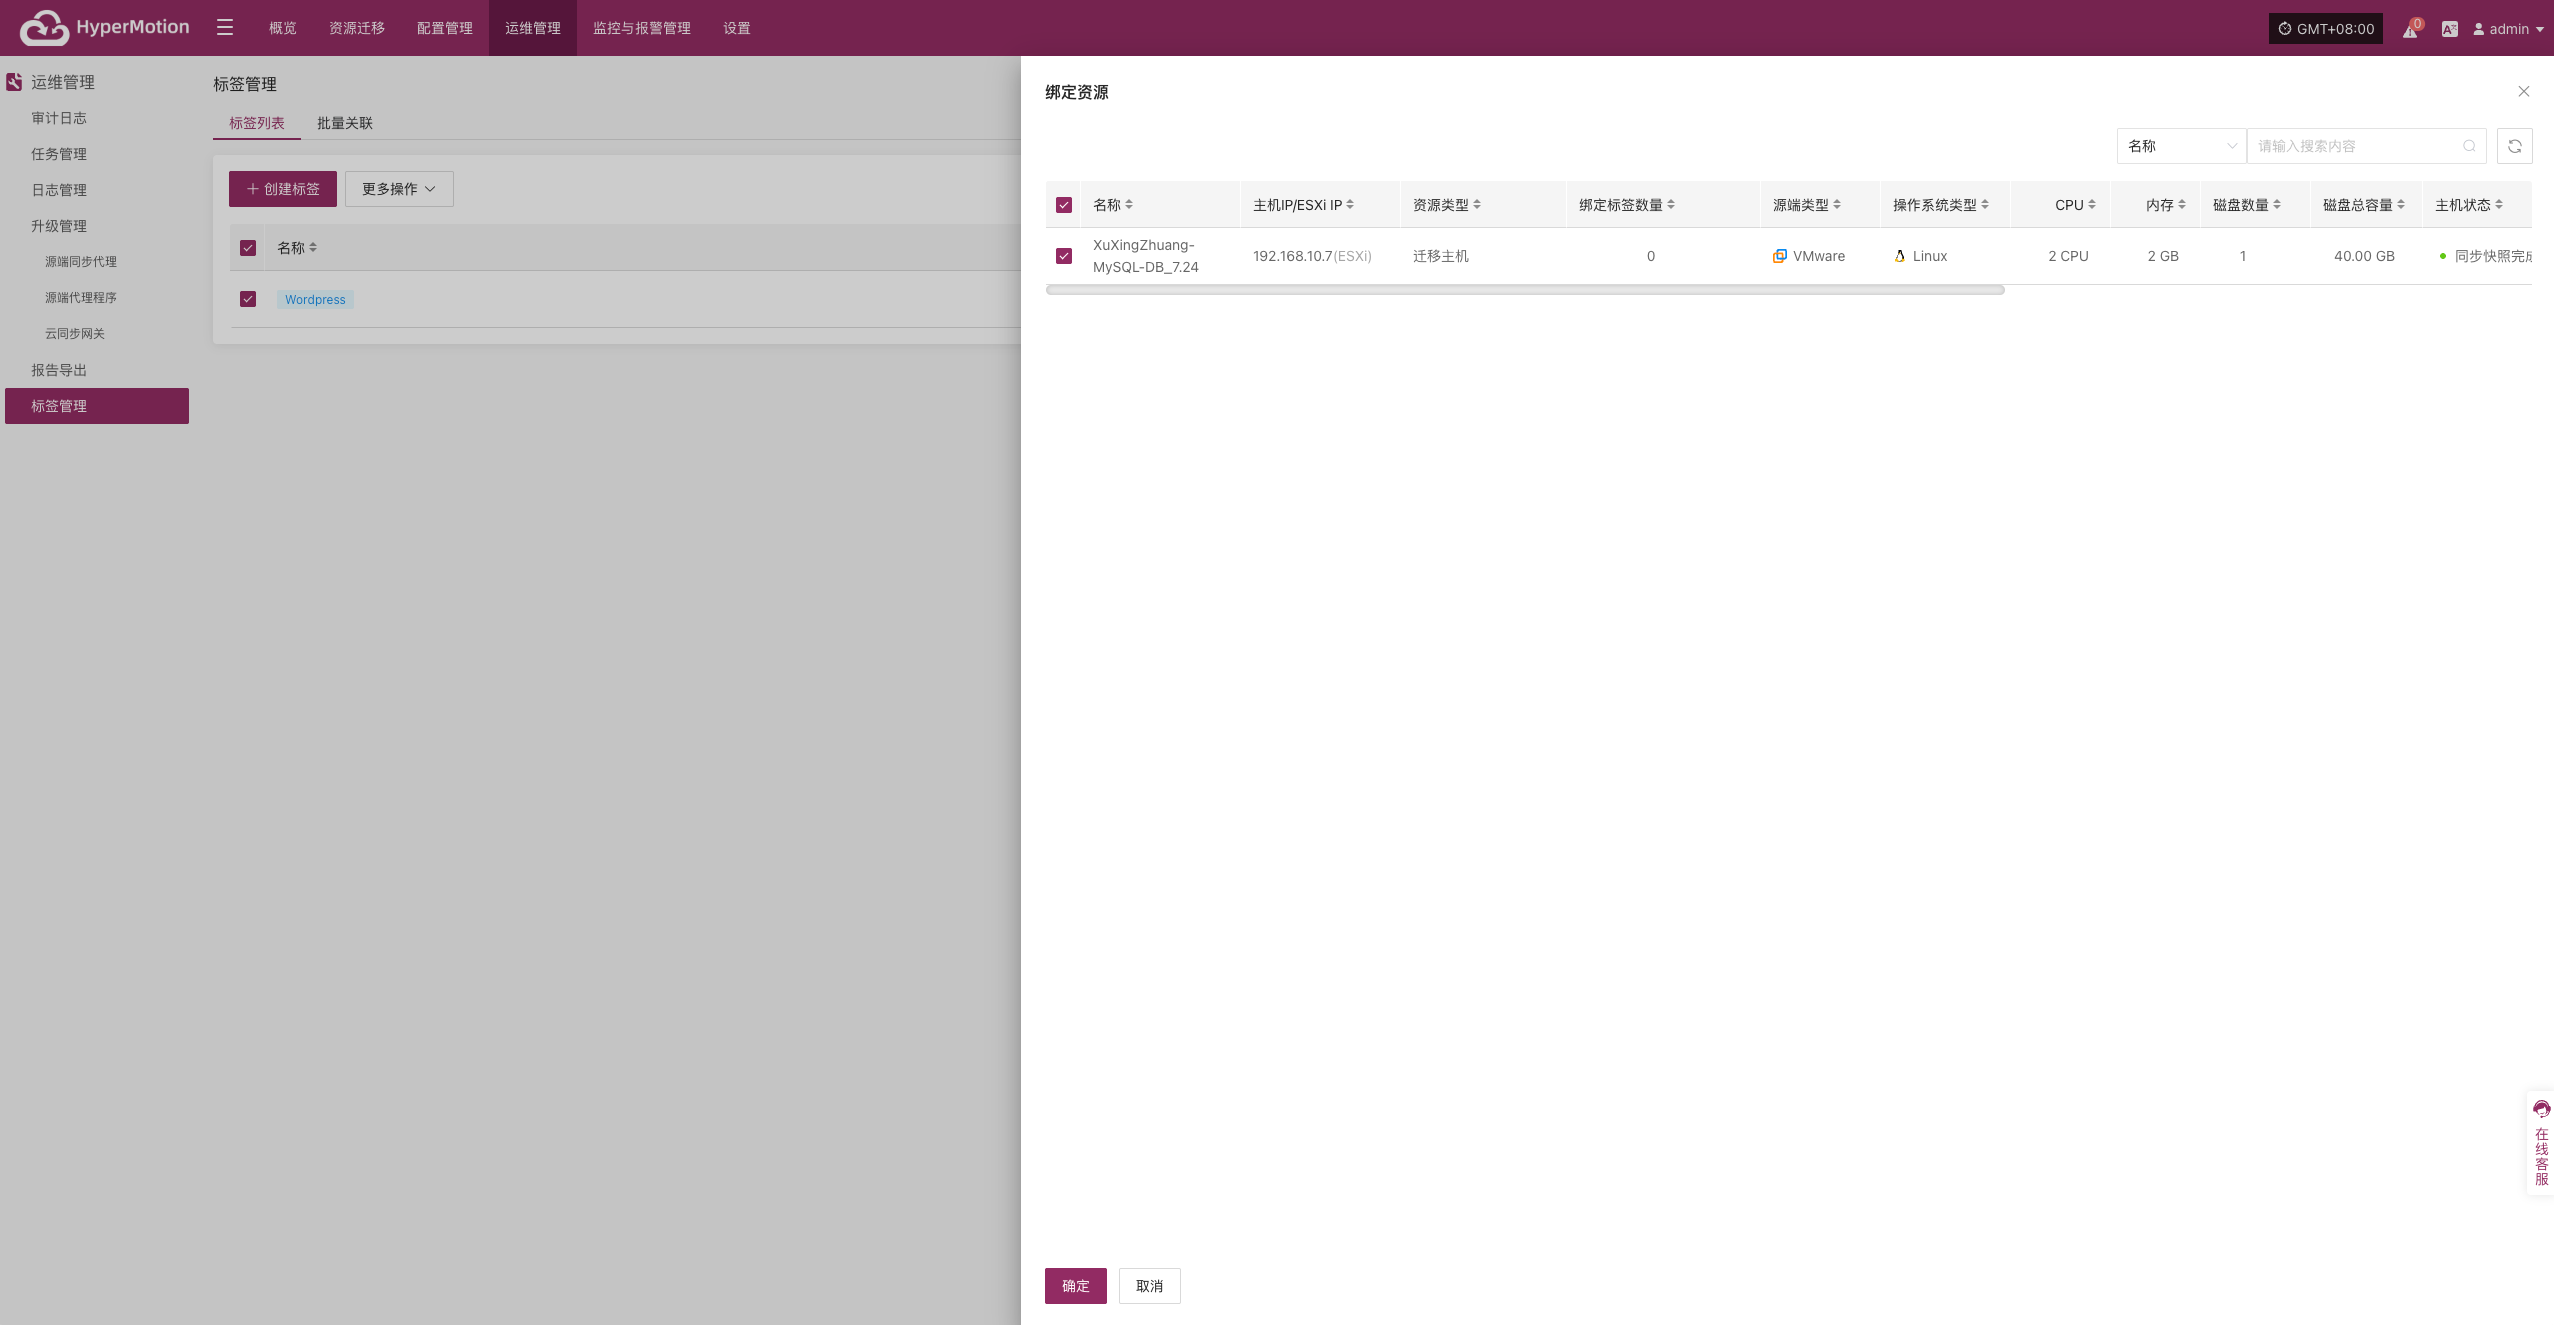 HyperMotion
概览
资源迁移
配置管理
运维管理
监控与报警管理
设置
GMT+08:00
0
admin
运维管理
审计日志
任务管理
日志管理
升级管理
源端同步代理
源端代理程序
云同步网关
报告导出
标签管理
标签管理
标签列表
批量关联
创建标签
更多操作
名称
Wordpress
绑定资源
名称
请输入搜索内容
名称 主机IP/ESXi IP 资源类型 绑定标签数量 源端类型 操作系统类型 CPU 内存 磁盘数量 磁盘总容量 主机状态
XuXingZhuang-
MySQL-DB_7.24
192.168.10.7(ESXi) 迁移主机 0 VMware Linux 2 CPU 2 GB 1 40.00 GB 同步快照完成
在线客服
确定
取消